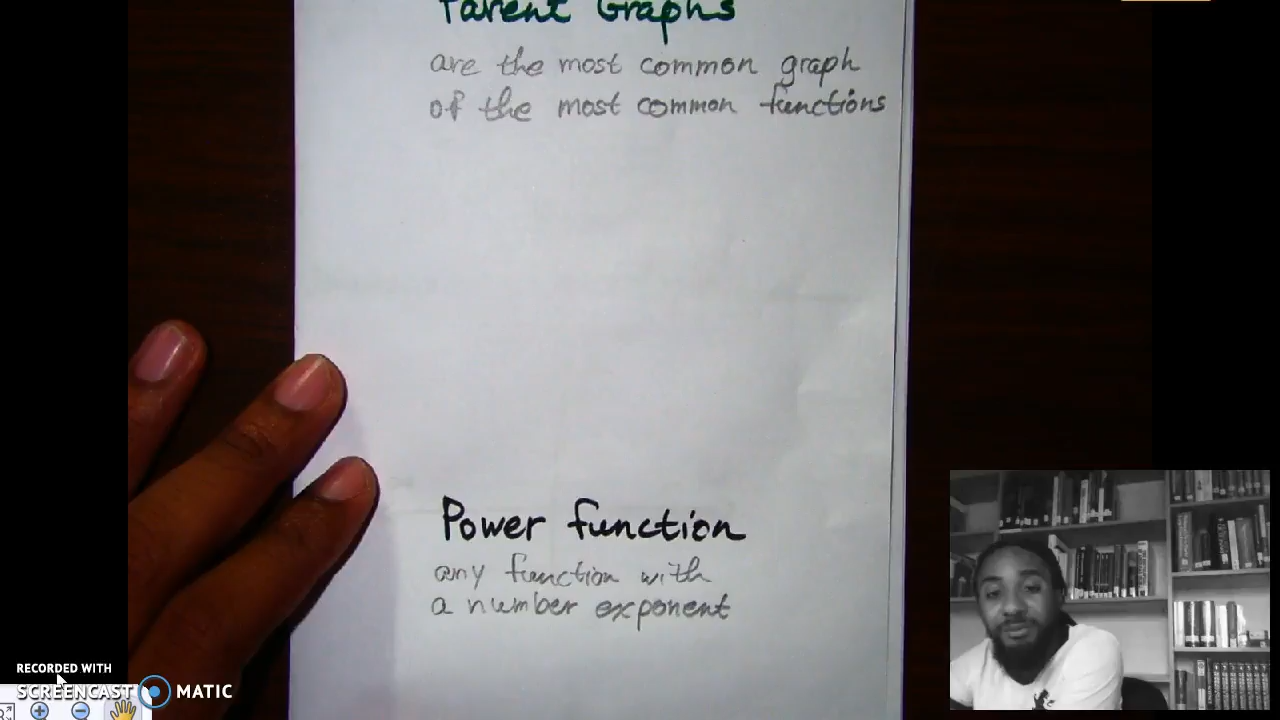 Parent Graphs
are the most common graph
of the most common functions
Power function
any function with
a number exponent
RECORDED WITH
SCREENCAST MATIC